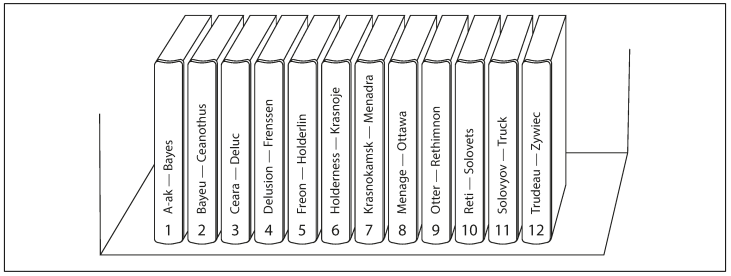 A-ak — Bayes
1
Bayeu — Ceanothus
2
Ceara — Deluc
3
Delusion — Frenssen
4
Freon — Holderlin
5
Holderness — Krasnoje
6
Krasnokamsk — Menadra
7
Menage — Ottawa
8
Otter — Rethimnon
9
Reti — Solovets
10
Solovyov — Truck
11
Trudeau — Zywiec
12